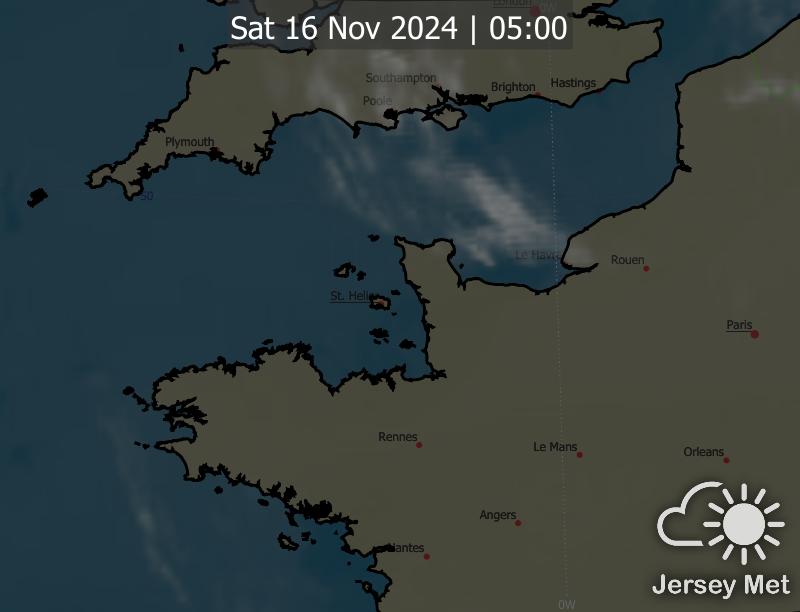 London
0W
Sat 16 Nov 2024 | 05:00
Southampton
Brighton
Hastings
Poole
Plymouth
50
Le Havre
Rouen
St. Helier
Paris
Rennes
Le Mans
Orleans
Angers
Nantes
Jersey Met
0W